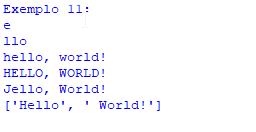 Exemplo 11:
e
llo
hello, world!
HELLO, WORLD!
Jello, World!
['Hello', ' World!']